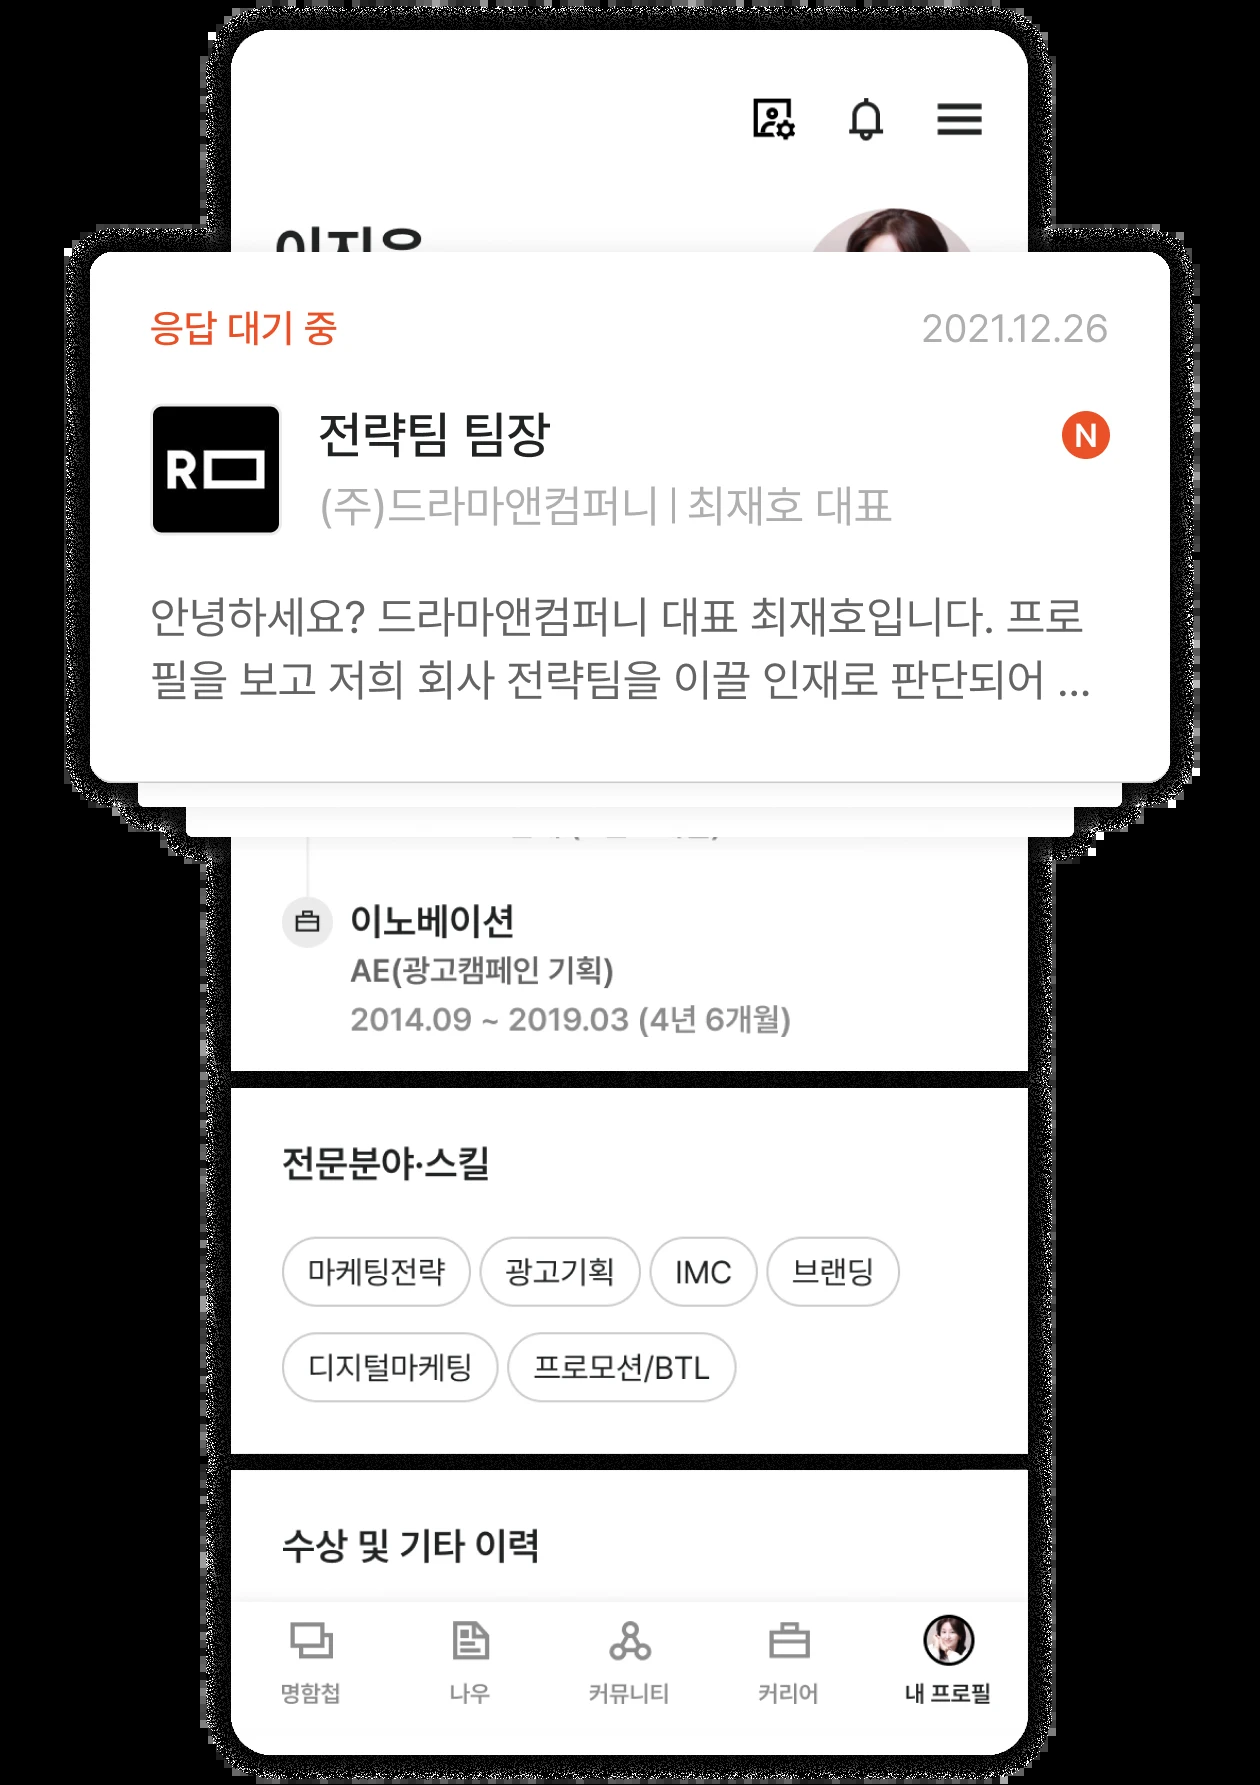 응답 대기 중
2021.12.26
R
전략팀 팀장
N
(주)드라마앤컴퍼니 | 최재호 대표
안녕하세요? 드라마앤컴퍼니 대표 최재호입니다. 프로
필을 보고 저희 회사 전략팀을 이끌 인재로 판단되어 ...
이노베이션
AE(광고캠페인 기획)
2014.09 ~ 2019.03 (4년 6개월)
전문분야·스킬
마케팅전략
광고기획
IMC
브랜딩
디지털마케팅
프로모션/BTL
수상 및 기타 이력
명함첩
나우
커뮤니티
커리어
내 프로필